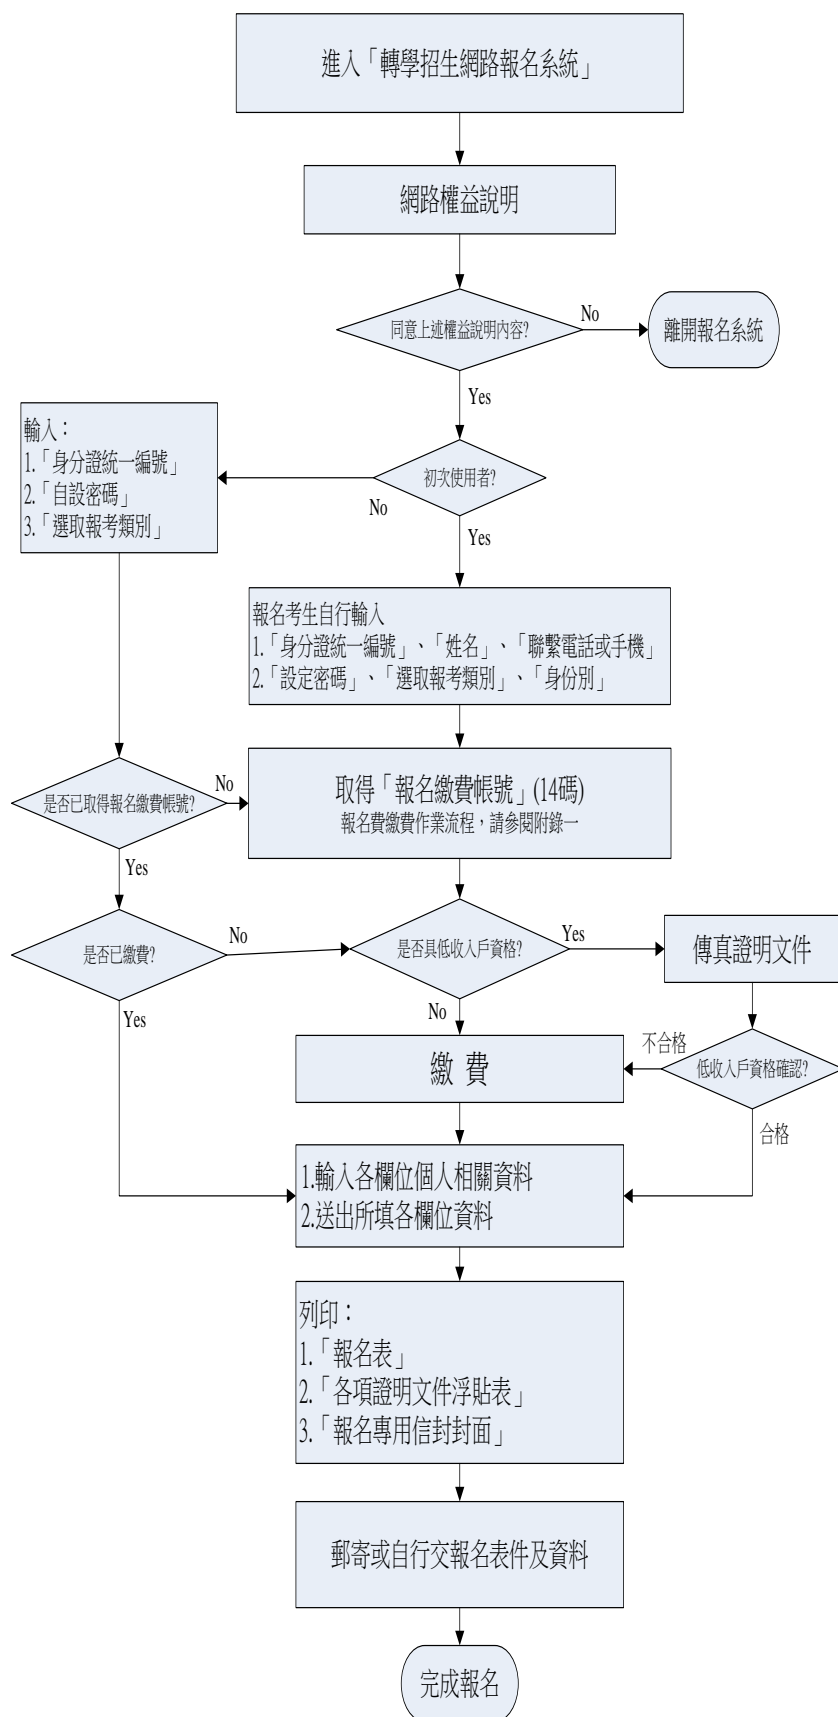 進入「轉學招生網路報名系統」
網路權益說明
同意上述權益說明內容?
No
離開報名系統
Yes
輸入：
1.「身分證統一編號」
2.「自設密碼」
3.「選取報考類別」
初次使用者?
No
Yes
報名考生自行輸入
1.「身分證統一編號」、「姓名」、「聯繫電話或手機」
2.「設定密碼」、「選取報考類別」、「身份別」
是否已取得報名繳費帳號?
No
取得「報名繳費帳號」(14碼)
報名費繳費作業流程，請參閱附錄一
Yes
是否已繳費?
No
是否具低收入戶資格?
Yes
傳真證明文件
Yes
No
繳 費
不合格
低收入戶資格確認?
合格
1.輸入各欄位個人相關資料
2.送出所填各欄位資料
列印：
1.「報名表」
2.「各項證明文件浮貼表」
3.「報名專用信封封面」
郵寄或自行交報名表件及資料
完成報名